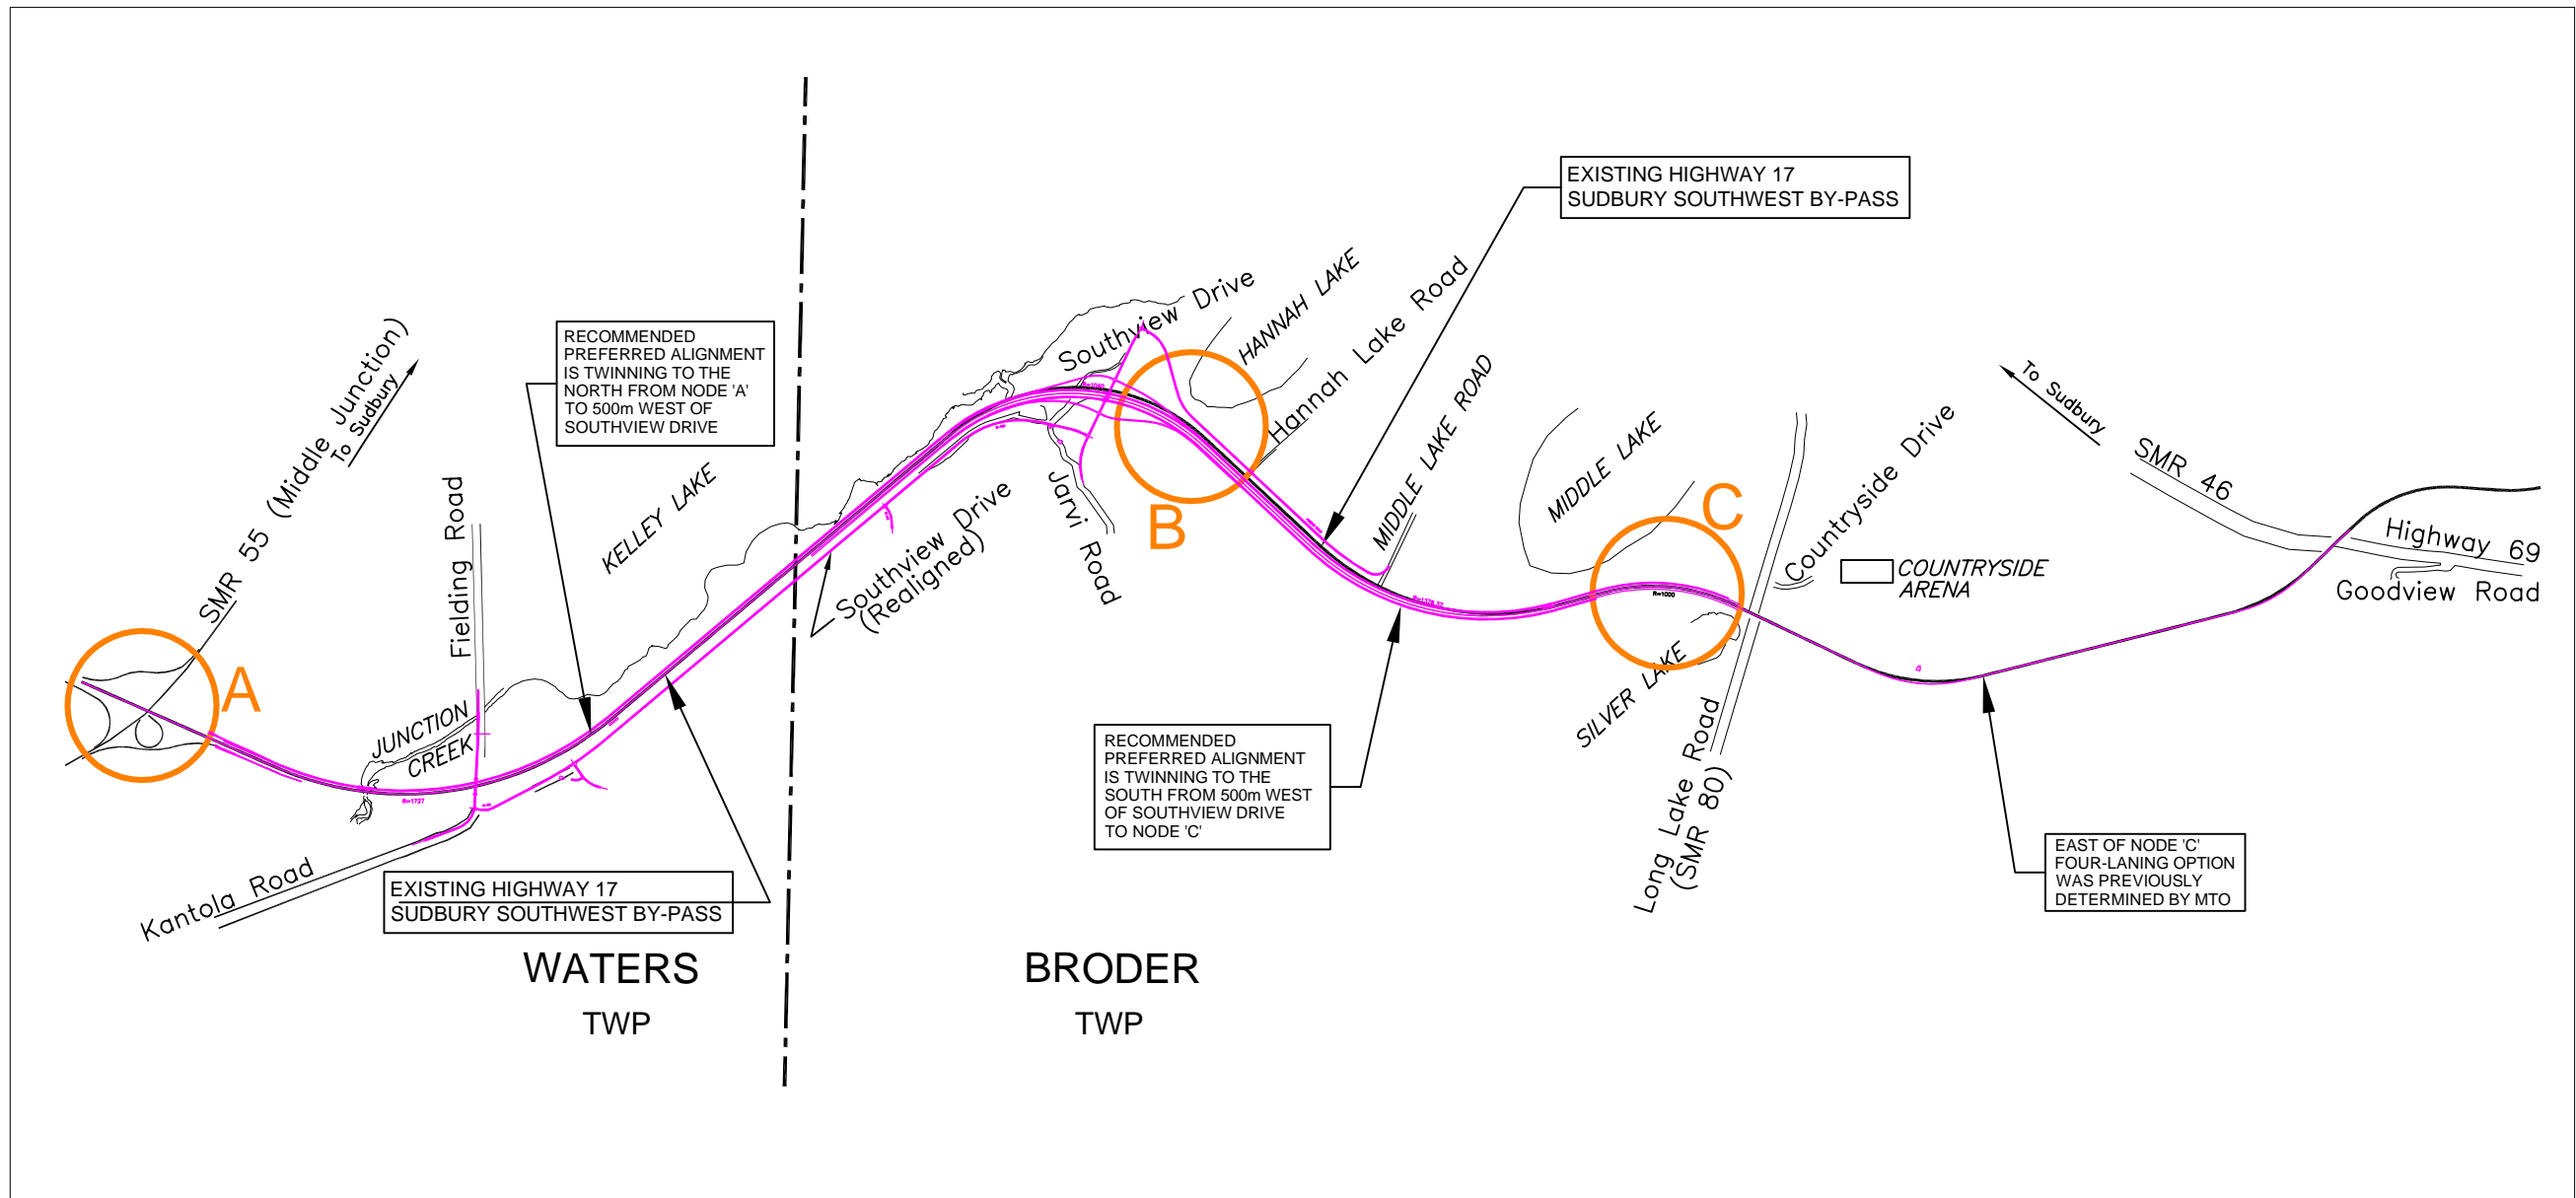 EXISTING HIGHWAY 17
SUDBURY SOUTHWEST BY-PASS
RECOMMENDED
PREFERRED ALIGNMENT
IS TWINNING TO THE
NORTH FROM NODE 'A'
TO 500m WEST OF
SOUTHVIEW DRIVE
SMR 55 (Middle Junction)
To Sudbury
Fielding Road
KELLEY LAKE
Southview Drive
HANNAH LAKE
Hannah Lake Road
MIDDLE LAKE ROAD
MIDDLE LAKE
To Sudbury
SMR 46
Highway 69
Goodview Road
Countryside Drive
COUNTRYSIDE
ARENA
A
B
C
Southview Drive
(Realigned)
Jarvi Road
JUNCTION
CREEK
R=1727
R=1000
Kantola Road
SILVER LAKE
Long Lake Road
(SMR 80)
EXISTING HIGHWAY 17
SUDBURY SOUTHWEST BY-PASS
RECOMMENDED
PREFERRED ALIGNMENT
IS TWINNING TO THE
SOUTH FROM 500m WEST
OF SOUTHVIEW DRIVE
TO NODE 'C'
EAST OF NODE 'C'
FOUR-LANING OPTION
WAS PREVIOUSLY
DETERMINED BY MTO
WATERS
TWP
BRODER
TWP